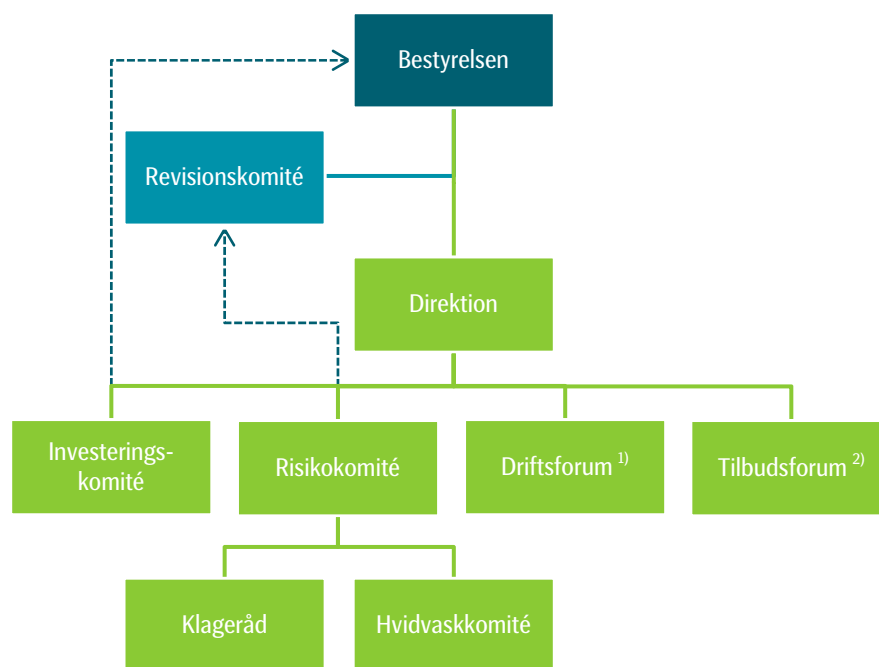 Bestyrelsen
Revisionskomité
Direktion
Investerings-
komité
Risikokomité
Driftsforum 1)
Tilbudsforum 2)
Klageråd
Hvidvaskkomité